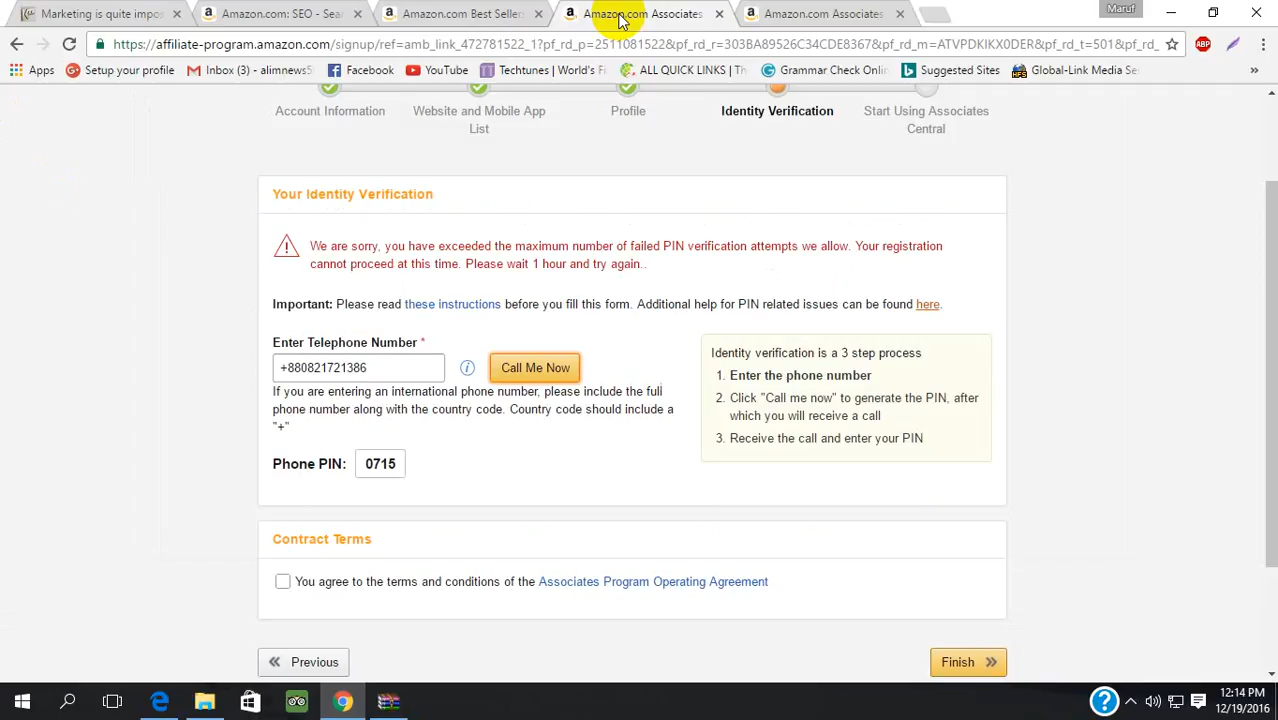 Marketing is quite impo
Amazon.com: SEO - Sea
Amazon.com Best Seller
Amazon.com Associates
Amazon.com Associates
Maruf
https://affiliate-program.amazon.com/signup/ref=amb_link_472781522_1?pf_rd_p=2511081522&pf_rd_r=303BA89526C34CDE8367&pf_rd_m=ATVPDKIKX0DER&pf_rd_t=501&pf_rd_
ABP
Apps
Setup your profile
Inbox (3) - alimnews5
Facebook
YouTube
Techtunes | World's Fi
ALL QUICK LINKS | Th
Grammar Check Onlin
Suggested Sites
Global-Link Media Se
Account Information
Website and Mobile App
List
Profile
Identity Verification
Start Using Associates
Central
Your Identity Verification
We are sorry, you have exceeded the maximum number of failed PIN verification attempts we allow. Your registration
cannot proceed at this time. Please wait 1 hour and try again..
Important: Please read these instructions before you fill this form. Additional help for PIN related issues can be found here.
Enter Telephone Number *
+880821721386
Call Me Now
If you are entering an international phone number, please include the full
phone number along with the country code. Country code should include a
"+"
Phone PIN: 0715
Identity verification is a 3 step process
1. Enter the phone number
2. Click "Call me now" to generate the PIN, after
which you will receive a call
3. Receive the call and enter your PIN
Contract Terms
You agree to the terms and conditions of the Associates Program Operating Agreement
Previous
Finish
12:14 PM
12/19/2016